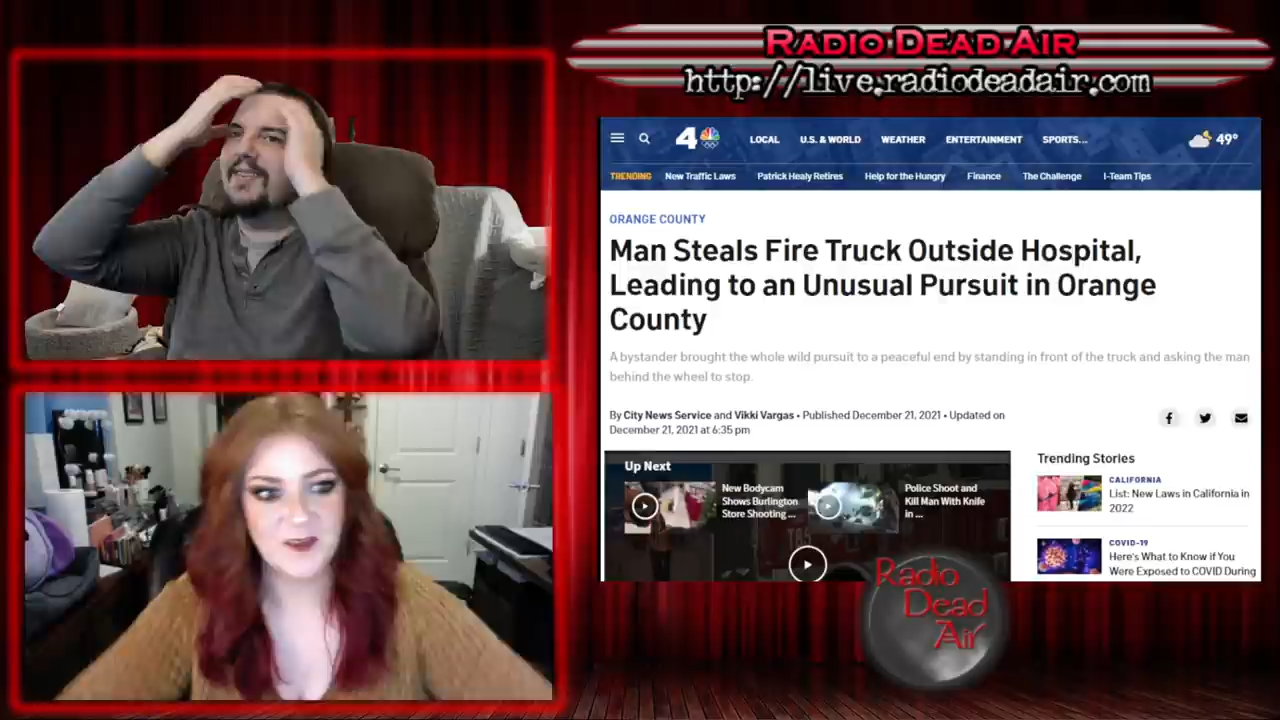 RADIO DEAD AIR
http://live.radiodeadair.com
4
LOCAL
U.S. & WORLD
WEATHER
ENTERTAINMENT
SPORTS...
49°
TRENDING
New Traffic Laws
Patrick Healy Retires
Help for the Hungry
Finance
The Challenge
I-Team Tips
ORANGE COUNTY
Man Steals Fire Truck Outside Hospital,
Leading to an Unusual Pursuit in Orange
County
A bystander brought the whole wild pursuit to a peaceful end by standing in front of the truck and asking the man
behind the wheel to stop.
By City News Service and Vikki Vargas • Published December 21, 2021 • Updated on
December 21, 2021 at 6:35 pm
Up Next
New Bodycam
Shows Burlington
Store Shooting ...
Police Shoot and
Kill Man With Knife
in ...
Trending Stories
CALIFORNIA
List: New Laws in California in
2022
COVID-19
Here's What to Know if You
Were Exposed to COVID During
Radio
Dead
Air